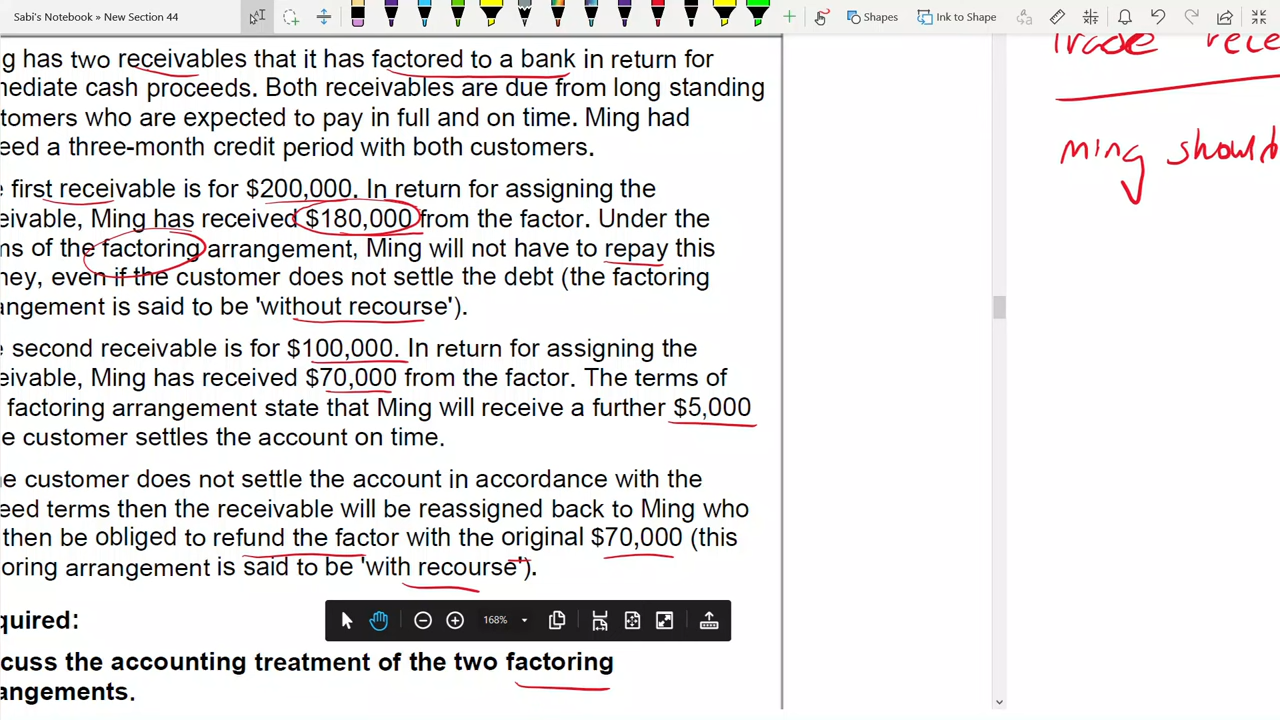 Sabi's Notebook » New Section 44
Shapes
Ink to Shape
g has two receivables that it has factored to a bank in return for
nediate cash proceeds. Both receivables are due from long standing
tomers who are expected to pay in full and on time. Ming had
eed a three-month credit period with both customers.
e first receivable is for $200,000. In return for assigning the
eivable, Ming has received $180,000 from the factor. Under the
ms of the factoring arrangement, Ming will not have to repay this
ney, even if the customer does not settle the debt (the factoring
angement is said to be 'without recourse').
e second receivable is for $100,000. In return for assigning the
eivable, Ming has received $70,000 from the factor. The terms of
factoring arrangement state that Ming will receive a further $5,000
e customer settles the account on time.
e customer does not settle the account in accordance with the
eed terms then the receivable will be reassigned back to Ming who
then be obliged to refund the factor with the original $70,000 (this
oring arrangement is said to be 'with recourse').
quired:
168%
cuss the accounting treatment of the two factoring
angements.
Trade rece
Ming should